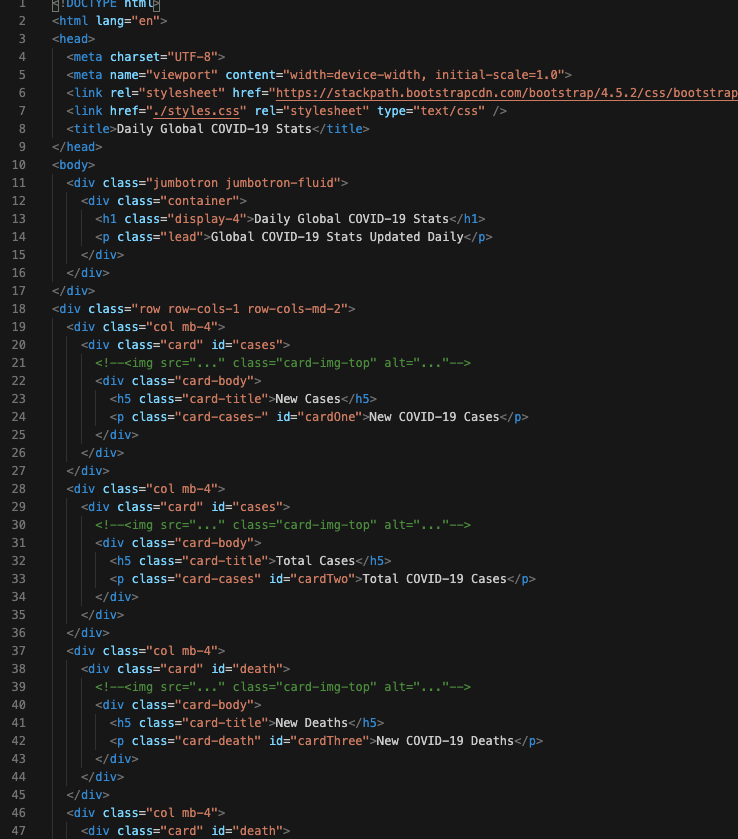 1 <!DOCTYPE html>
2 <html lang="en">
3 <head>
4 <meta charset="UTF-8">
5 <meta name="viewport" content="width=device-width, initial-scale=1.0">
6 <link rel="stylesheet" href="https://stackpath.bootstrapcdn.com/bootstrap/4.5.2/css/bootstrap
7 <link href="./styles.css" rel="stylesheet" type="text/css" />
8 <title>Daily Global COVID-19 Stats</title>
9 </head>
10 <body>
11 <div class="jumbotron jumbotron-fluid">
12 <div class="container">
13 <h1 class="display-4">Daily Global COVID-19 Stats</h1>
14 <p class="lead">Global COVID-19 Stats Updated Daily</p>
15 </div>
16 </div>
17 </div>
18 <div class="row row-cols-1 row-cols-md-2">
19 <div class="col mb-4">
20 <div class="card" id="cases">
21 <!--<img src="..." class="card-img-top" alt="..."-->
22 <div class="card-body">
23 <h5 class="card-title">New Cases</h5>
24 <p class="card-cases-" id="cardOne">New COVID-19 Cases</p>
25 </div>
26 </div>
27 </div>
28 <div class="col mb-4">
29 <div class="card" id="cases">
30 <!--<img src="..." class="card-img-top" alt="..."-->
31 <div class="card-body">
32 <h5 class="card-title">Total Cases</h5>
33 <p class="card-cases" id="cardTwo">Total COVID-19 Cases</p>
34 </div>
35 </div>
36 </div>
37 <div class="col mb-4">
38 <div class="card" id="death">
39 <!--<img src="..." class="card-img-top" alt="..."-->
40 <div class="card-body">
41 <h5 class="card-title">New Deaths</h5>
42 <p class="card-death" id="cardThree">New COVID-19 Deaths</p>
43 </div>
44 </div>
45 </div>
46 <div class="col mb-4">
47 <div class="card" id="death">